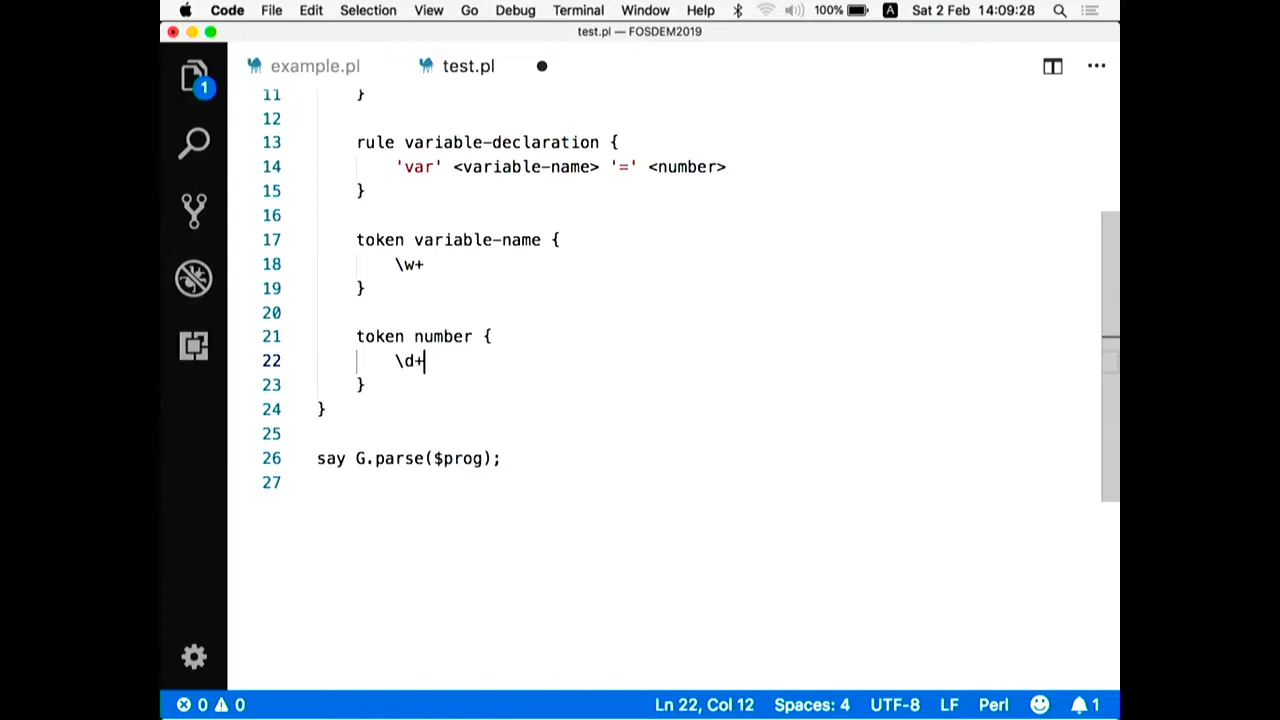 Code File Edit Selection View Go Debug Terminal Window Help 100% A Sat 2 Feb 14:09:28
test.pl — FOSDEM2019
1
example.pl test.pl
11 }
12
13 rule variable-declaration {
14 'var' <variable-name> '=' <number>
15 }
16
17 token variable-name {
18 \w+
19 }
20
21 token number {
22 \d+
23 }
24 }
25
26 say G.parse($prog);
27
0 0 Ln 22, Col 12 Spaces: 4 UTF-8 LF Perl 1